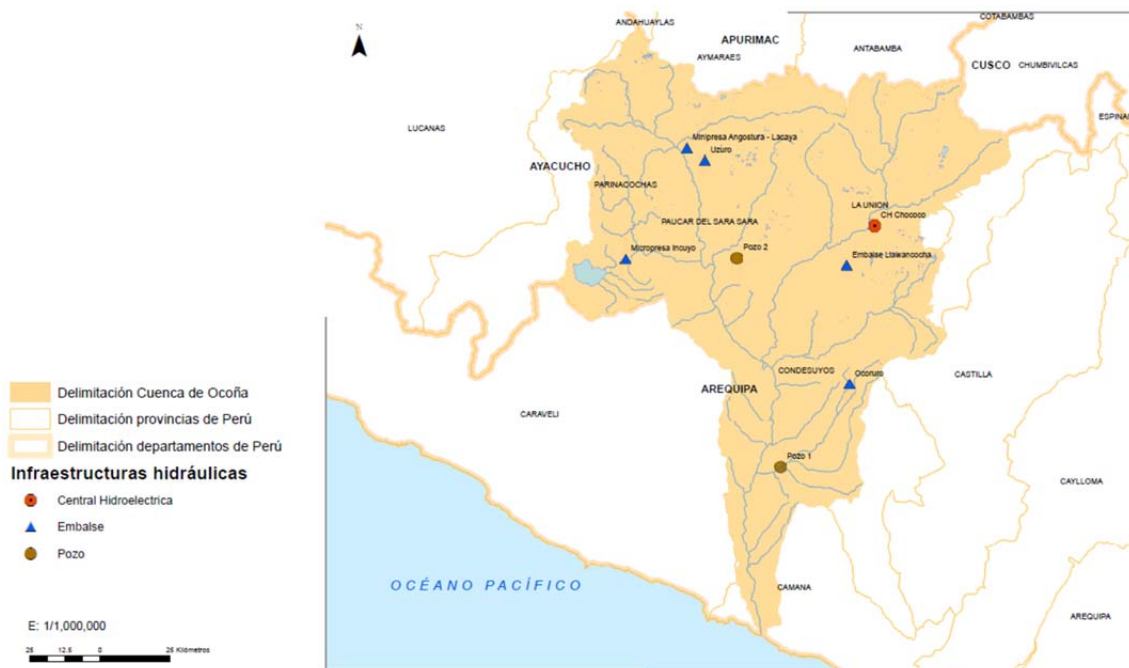 N
ANDAHUAYLAS
COTABAMBAS
APURIMAC
AYMARAES
ANTABAMBA
CUSCO
CHUMBIVILCAS
ESPINAR
LUCANAS
Minipresa Angostura - Lacaya
Uzuro
AYACUCHO
PARINACOCHAS
LA UNION
CH Chococo
PAUCAR DEL SARA SARA
Micropresa Incuyo
Pozo 2
Embalse Llaiwancocha
CONDESUYOS
Ocoruro
AREQUIPA
CASTILLA
CARAVELI
Pozo 1
CAYLLOMA
OCÉANO PACÍFICO
CAMANA
AREQUIPA
Delimitación Cuenca de Ocoña
Delimitación provincias de Perú
Delimitación departamentos de Perú
Infraestructuras hidráulicas
Central Hidroelectrica
Embalse
Pozo
E: 1/1,000,000
25 12.5 0 25 Kilómetros